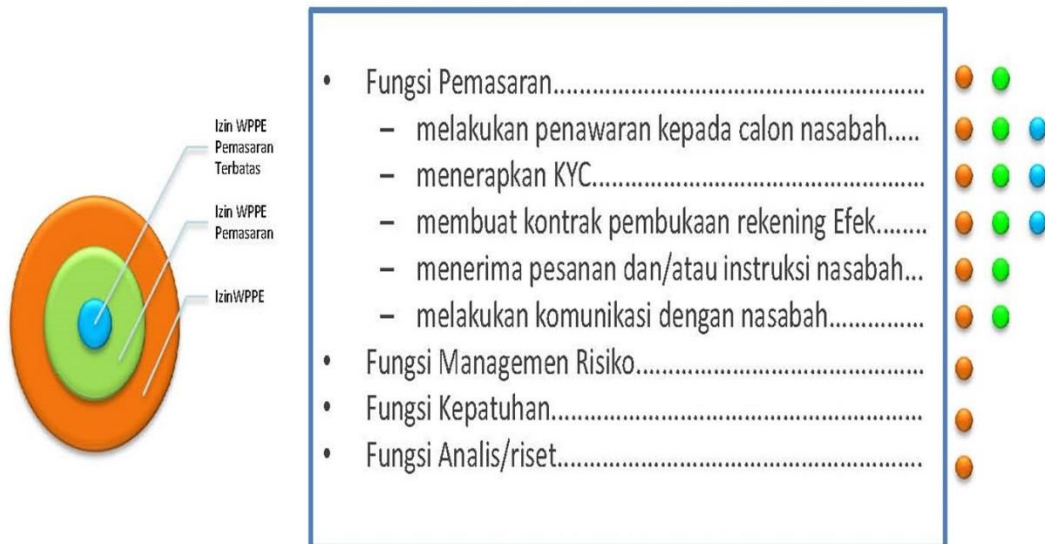 Izin WPPE
Pemasaran
Terbatas
Izin WPPE
Pemasaran
IzinWPPE
• Fungsi Pemasaran.......................................................
– melakukan penawaran kepada calon nasabah.....
– menerapkan KYC.................................................
– membuat kontrak pembukaan rekening Efek........
– menerima pesanan dan/atau instruksi nasabah...
– melakukan komunikasi dengan nasabah..............
• Fungsi Managemen Risiko...........................................
• Fungsi Kepatuhan.......................................................
• Fungsi Analis/riset......................................................